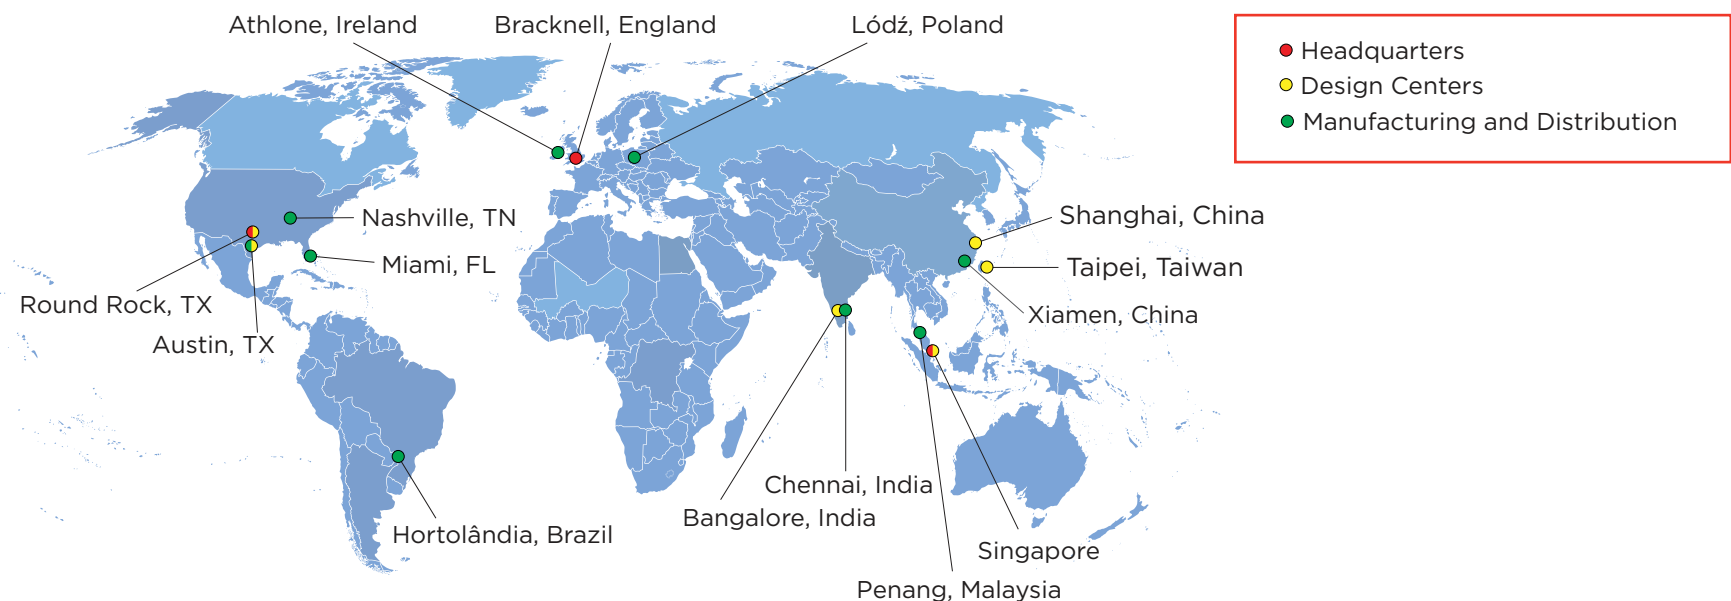 Athlone, Ireland
Bracknell, England
Lódź, Poland
Headquarters
Design Centers
Manufacturing and Distribution
Nashville, TN
Shanghai, China
Miami, FL
Taipei, Taiwan
Round Rock, TX
Xiamen, China
Austin, TX
Chennai, India
Bangalore, India
Hortolândia, Brazil
Singapore
Penang, Malaysia